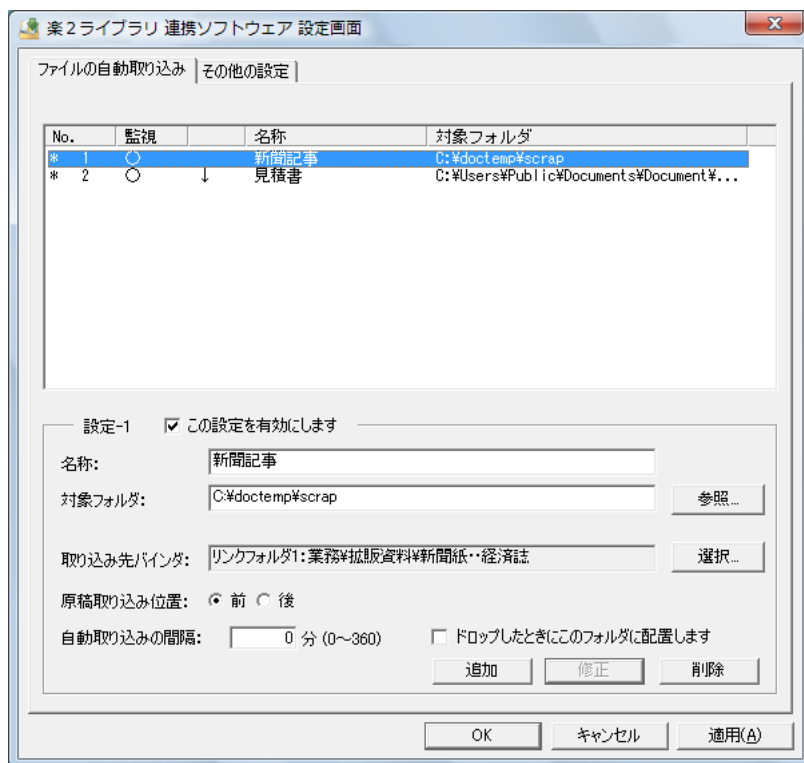 楽2ライブラリ 連携ソフトウェア 設定画面
ファイルの自動取り込み その他の設定
No. 監視 名称 対象フォルダ
* 1 ○ 新聞記事 C:¥doctemp¥scrap
* 2 ○ ↓ 見積書 C:¥Users¥Public¥Documents¥Document¥...
設定-1 この設定を有効にします
名称: 新聞記事
対象フォルダ: C:¥doctemp¥scrap 参照...
取り込み先バインダ: リンクフォルダ1:業務¥拡販資料¥新聞紙・・経済誌 選択...
原稿取り込み位置: 前 後
自動取り込みの間隔: 0 分 (0～360) ドロップしたときにこのフォルダに配置します
追加 修正 削除
OK キャンセル 適用(A)